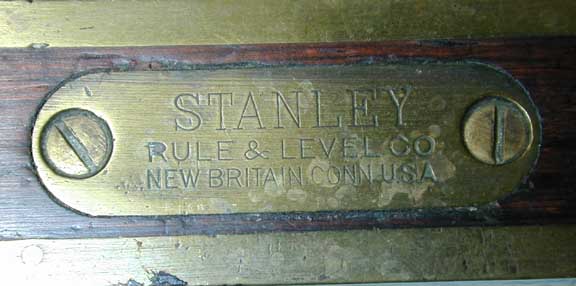 STANLEY
RULE & LEVEL CO
NEW BRITAIN CONN. U.S.A.